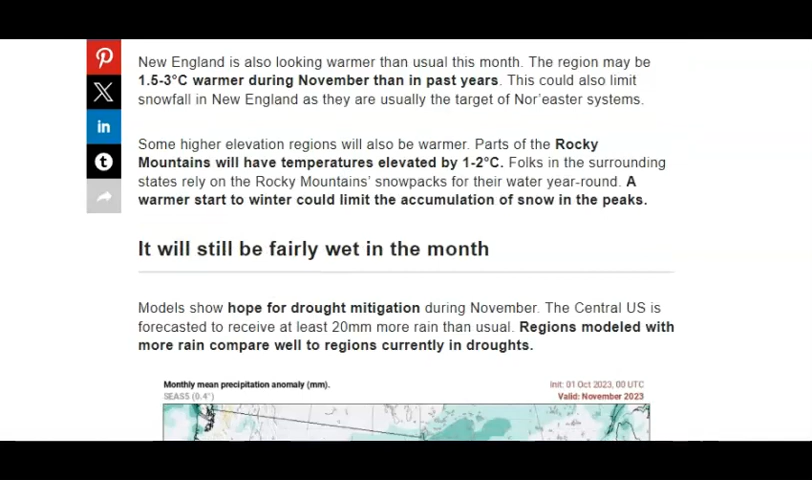 New England is also looking warmer than usual this month. The region may be
1.5-3°C warmer during November than in past years. This could also limit
snowfall in New England as they are usually the target of Nor'easter systems.
Some higher elevation regions will also be warmer. Parts of the Rocky
Mountains will have temperatures elevated by 1-2°C. Folks in the surrounding
states rely on the Rocky Mountains' snowpacks for their water year-round. A
warmer start to winter could limit the accumulation of snow in the peaks.
It will still be fairly wet in the month
Models show hope for drought mitigation during November. The Central US is
forecasted to receive at least 20mm more rain than usual. Regions modeled with
more rain compare well to regions currently in droughts.
Monthly mean precipitation anomaly (mm).
Init: 01 Oct 2023, 00 UTC
SEAS5 (0.4°)
Valid: November 2023